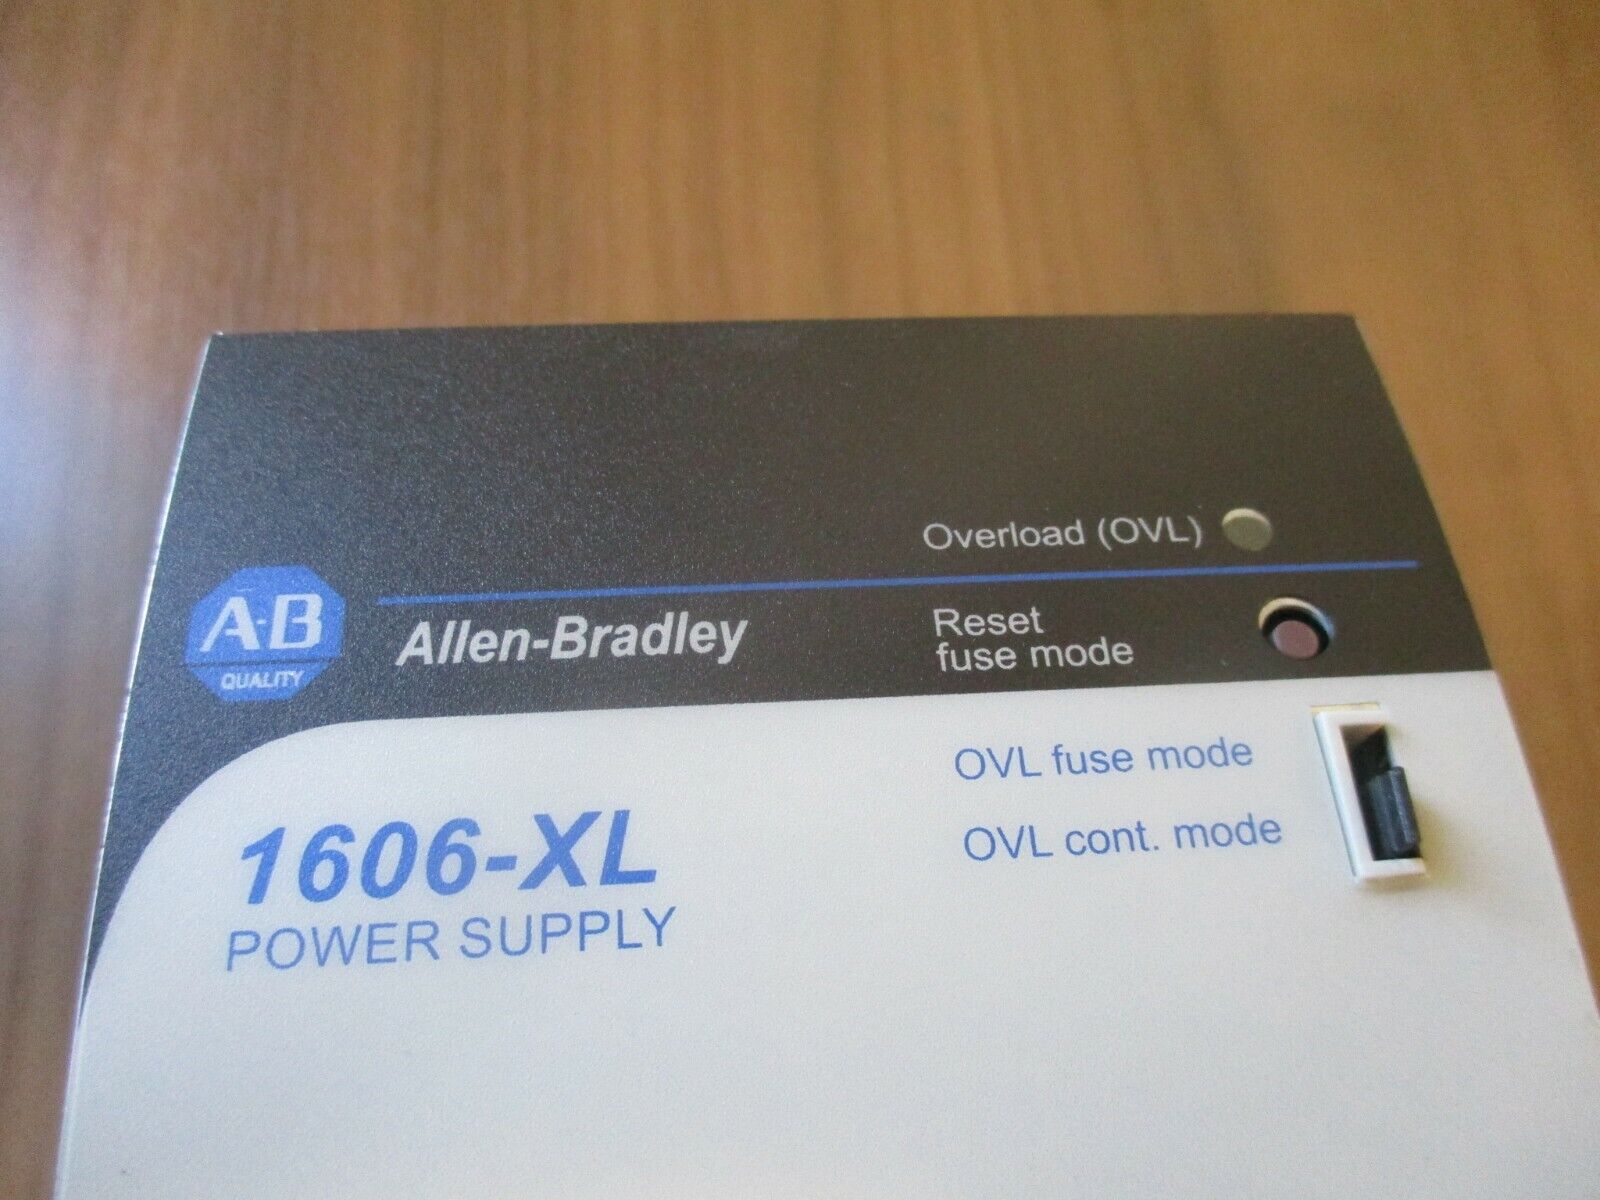 Overload (OVL)
A-B
QUALITY
Allen-Bradley
Reset
fuse mode
OVL fuse mode
OVL cont. mode
1606-XL
POWER SUPPLY